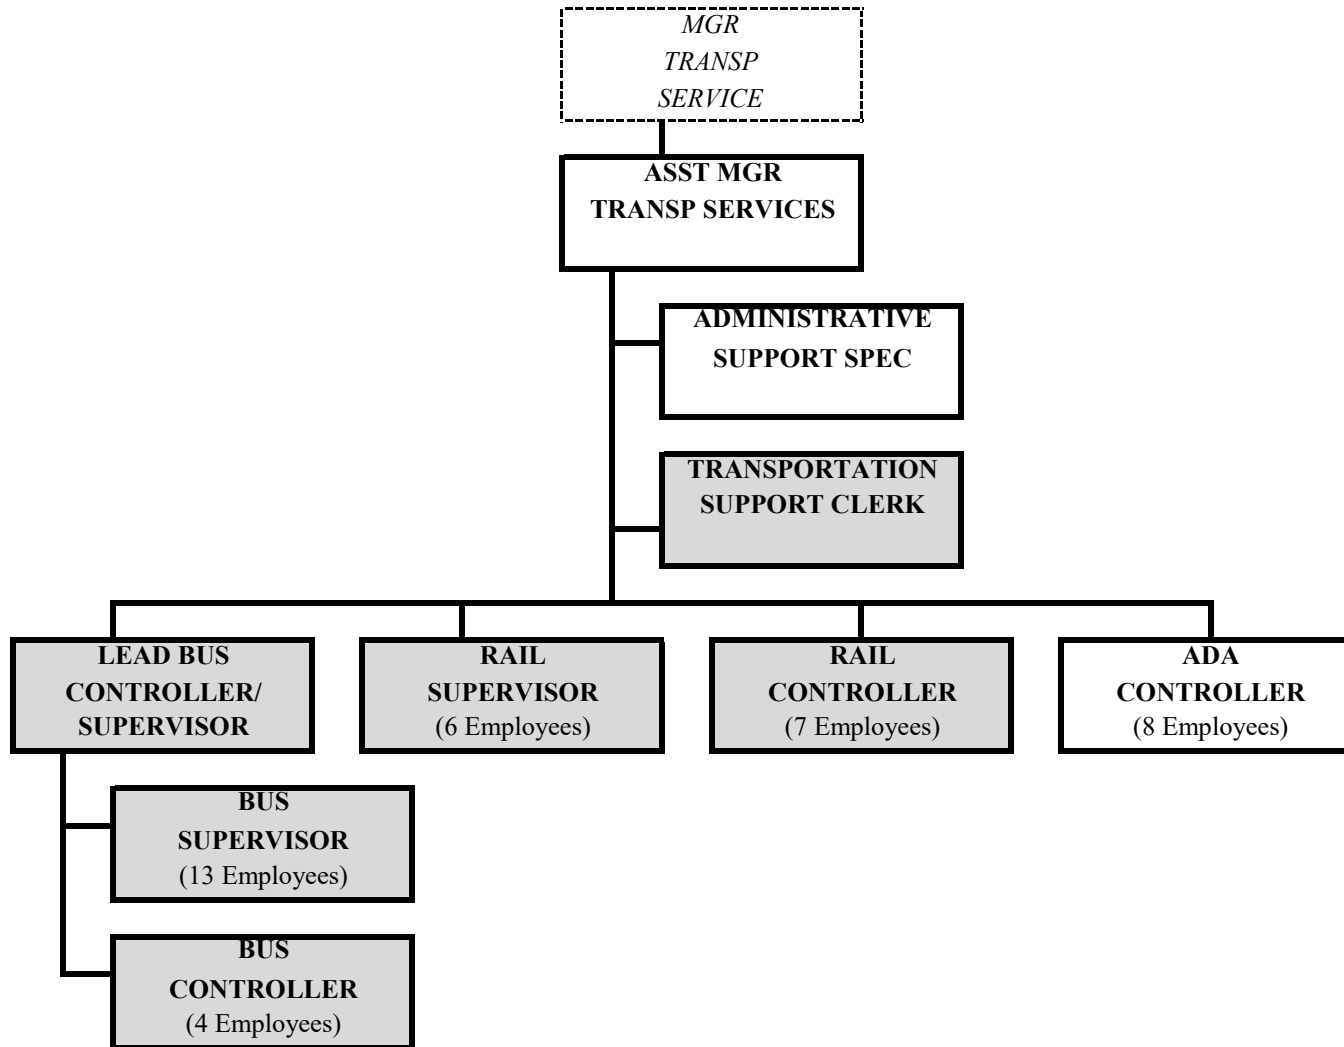 MGR
TRANSP
SERVICE
ASST MGR
TRANSP SERVICES
ADMINISTRATIVE
SUPPORT SPEC
TRANSPORTATION
SUPPORT CLERK
LEAD BUS
CONTROLLER/
SUPERVISOR
RAIL
SUPERVISOR
(6 Employees)
RAIL
CONTROLLER
(7 Employees)
ADA
CONTROLLER
(8 Employees)
BUS
SUPERVISOR
(13 Employees)
BUS
CONTROLLER
(4 Employees)